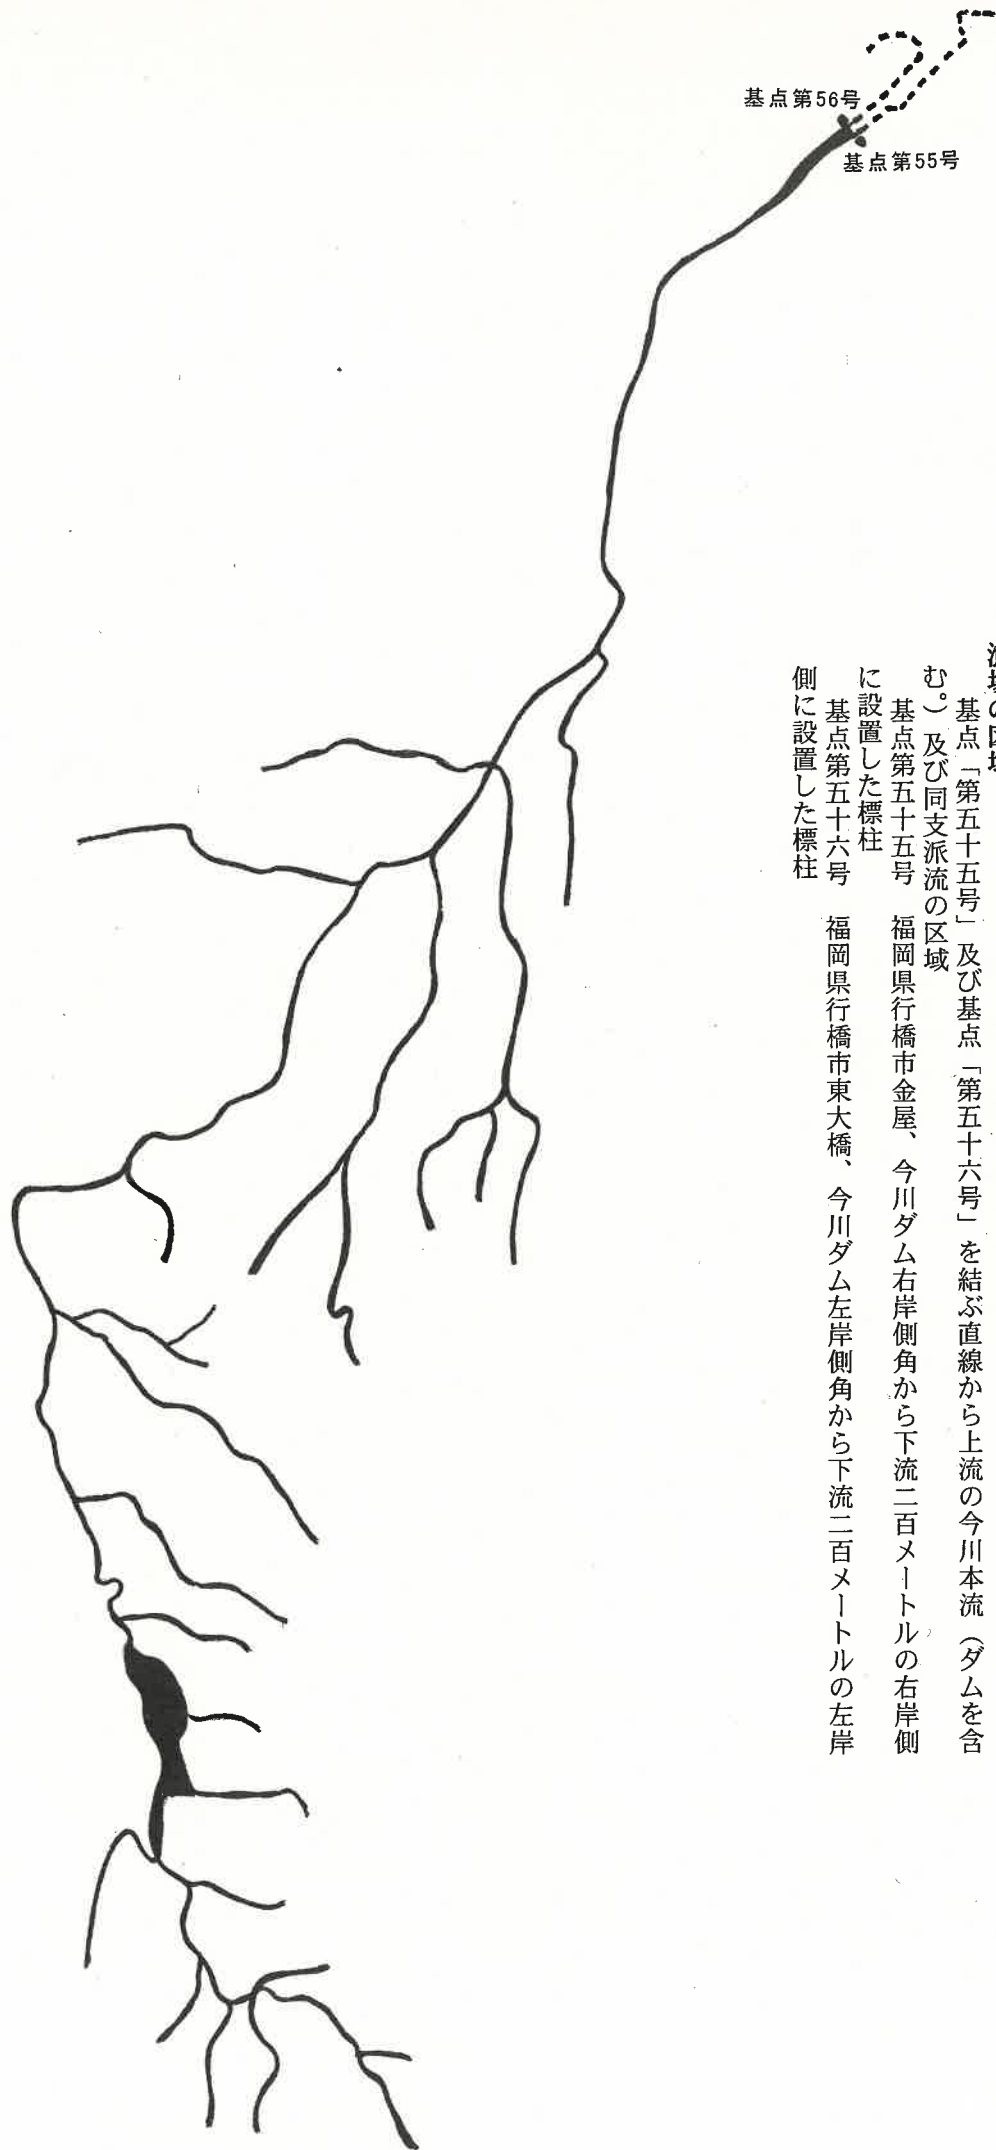 基点第56号
基点第55号
漁場の区域
基点「第五十五号」及び基点「第五十六号」を結ぶ直線から上流の今川本流（ダムを含
む。）及び同支派流の区域
基点第五十五号　福岡県行橋市金屋、今川ダム右岸側角から下流二百メートルの右岸側
に設置した標柱
基点第五十六号　福岡県行橋市東大橋、今川ダム左岸側角から下流二百メートルの左岸
側に設置した標柱